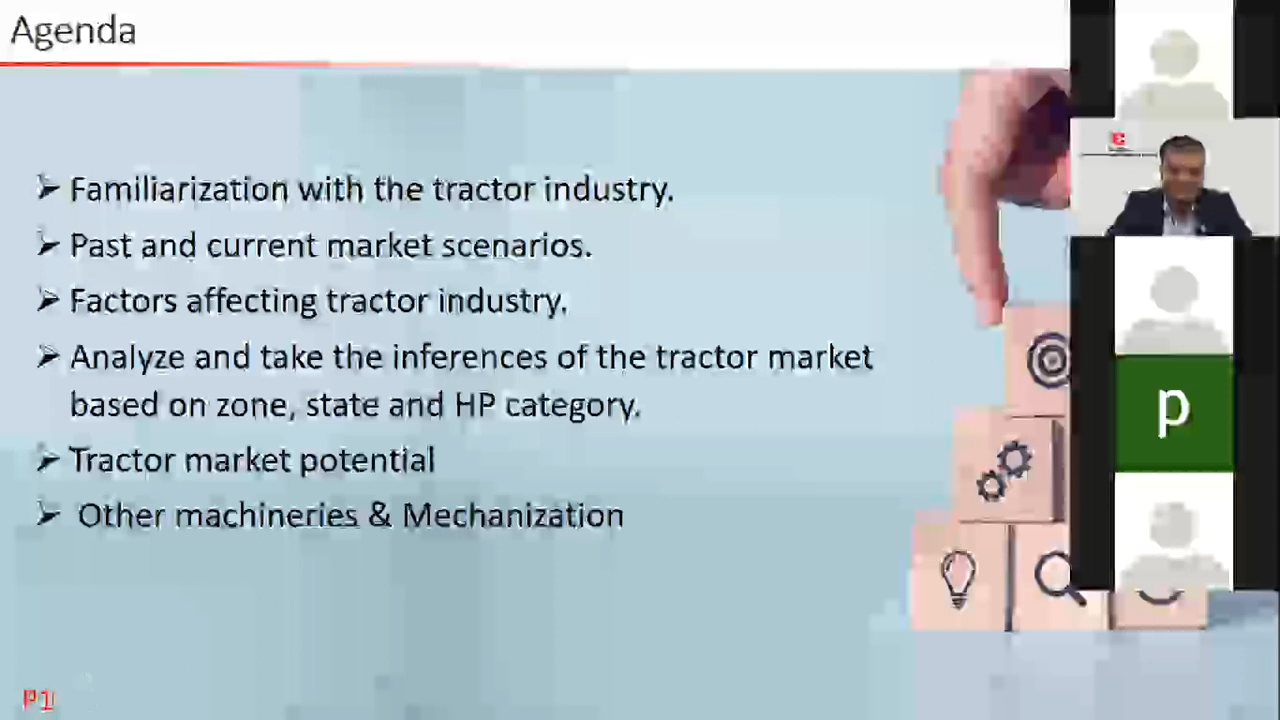 Agenda
➢ Familiarization with the tractor industry.
➢ Past and current market scenarios.
➢ Factors affecting tractor industry.
➢ Analyze and take the inferences of the tractor market
based on zone, state and HP category.
➢ Tractor market potential
➢ Other machineries & Mechanization
P1
p